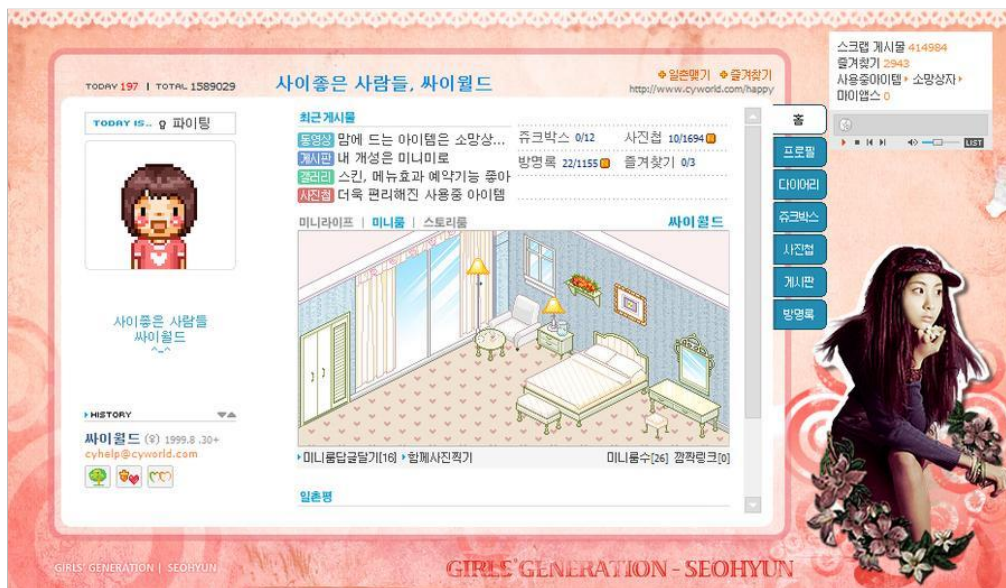 TODAY 197 | TOTAL 1589029
사이좋은 사람들, 싸이월드
일촌맺기 즐겨찾기
http://www.cyworld.com/happy
스크랩 게시물 414984
즐겨찾기 2943
사용중아이템 소망상자
마이앱스 0
LIST
TODAY IS.. 파이팅
사이좋은 사람들
싸이월드
^_^
HISTORY
싸이월드 (♀) 1999.8 .30+
cyhelp@cyworld.com
최근 게시물
동영상 맘에 드는 아이템은 소망상...
게시판 내 개성은 미니미로
갤러리 스킨, 메뉴효과 예약기능 좋아
사진첩 더욱 편리해진 사용중 아이템
쥬크박스 0/12 사진첩 10/1694
방명록 22/1155 즐겨찾기 0/3
미니라이프 | 미니룸 | 스토리룸
싸이월드
미니룸답글달기[16] 함께사진찍기
미니룸수[26] 깜짝링크[0]
일촌평
홈
프로필
다이어리
쥬크박스
사진첩
게시판
방명록
GIRLS' GENERATION | SEOHYUN
GIRLS' GENERATION - SEOHYUN